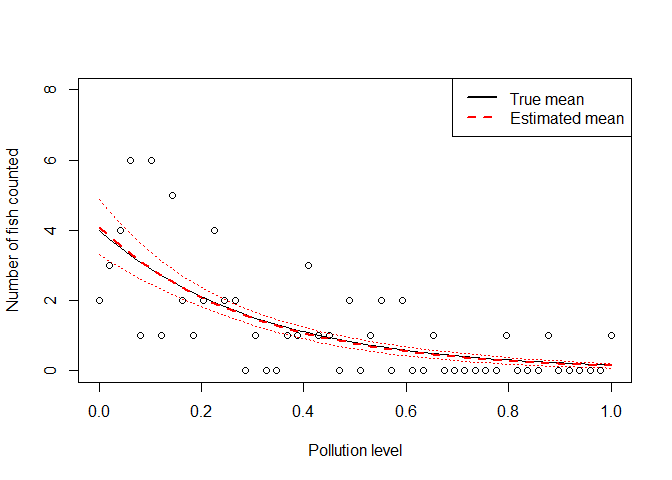 True mean
Estimated mean
Number of fish counted
8
6
4
2
0
0.0 0.2 0.4 0.6 0.8 1.0
Pollution level